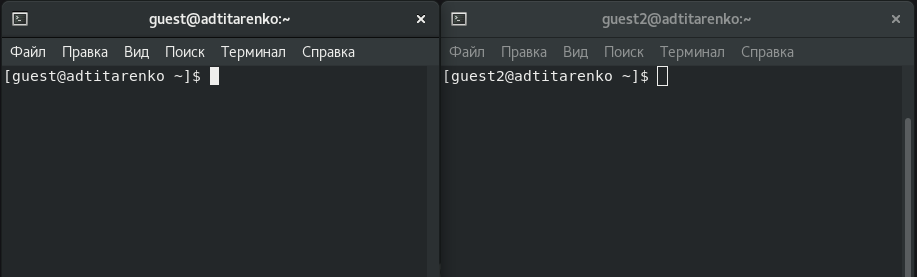 guest@adtitarenko:~
Файл Правка Вид Поиск Терминал Справка
[guest@adtitarenko ~]$
guest2@adtitarenko:~
Файл Правка Вид Поиск Терминал Справка
[guest2@adtitarenko ~]$